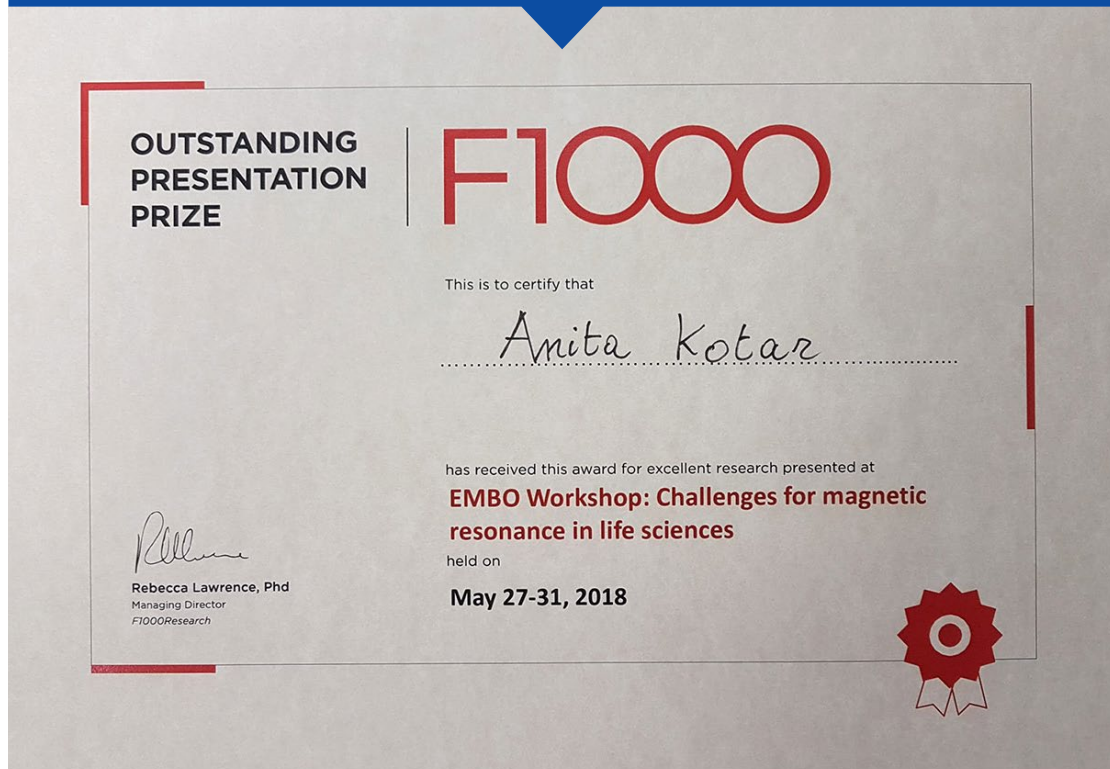 OUTSTANDING
PRESENTATION
PRIZE
F1000
This is to certify that
Anita Kotar
has received this award for excellent research presented at
EMBO Workshop: Challenges for magnetic
resonance in life sciences
held on
May 27-31, 2018
Rebecca Lawrence, Phd
Managing Director
F1000Research